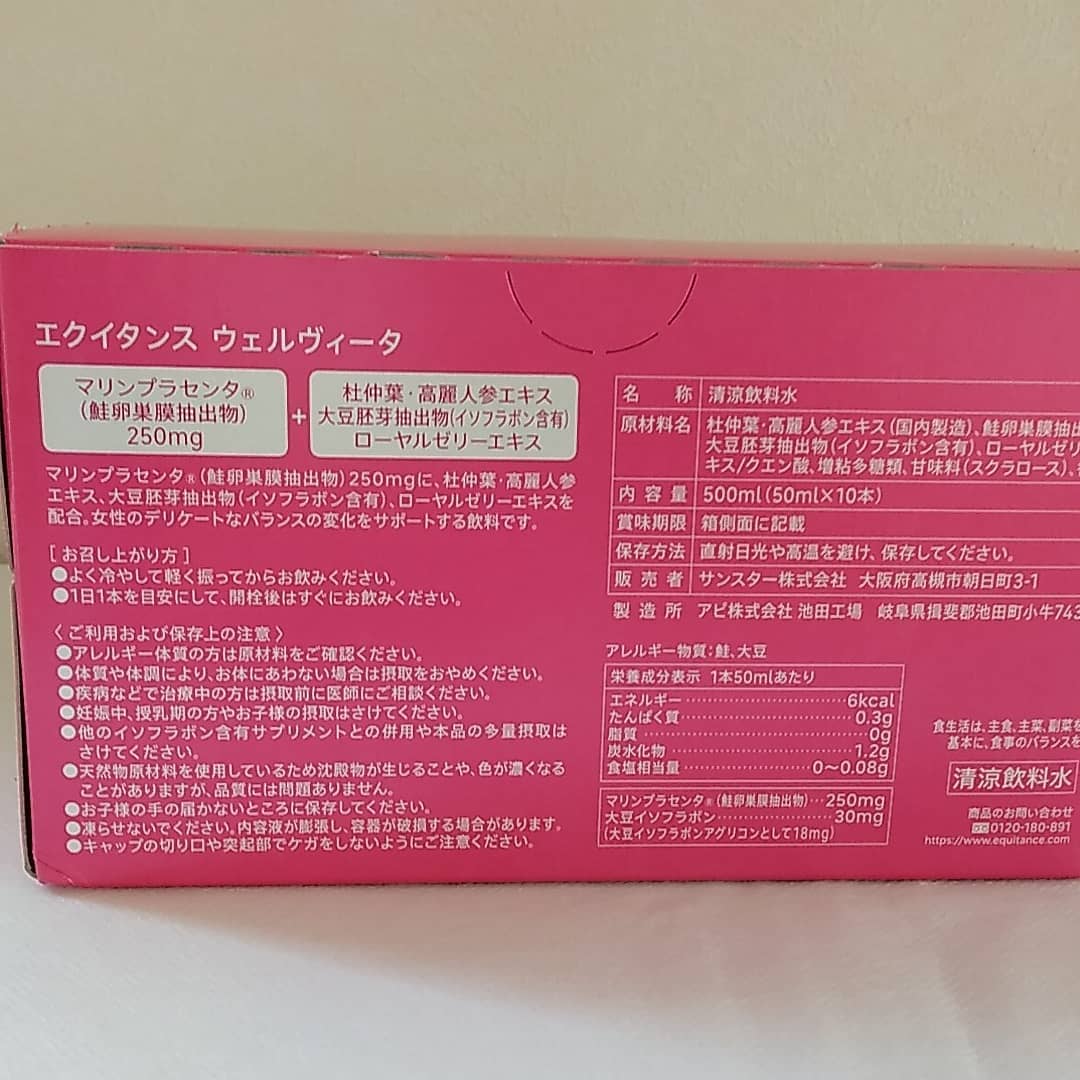 エクイタンス ウェルヴィータ
マリンプラセンタ®
(鮭卵巣膜抽出物)
250mg
+
杜仲葉・高麗人参エキス
大豆胚芽抽出物(イソフラボン含有)
ローヤルゼリーエキス
マリンプラセンタ®(鮭卵巣膜抽出物)250mgに、杜仲葉・高麗人参
エキス、大豆胚芽抽出物(イソフラボン含有)、ローヤルゼリーエキスを
配合。女性のデリケートなバランスの変化をサポートする飲料です。
[お召し上がり方]
●よく冷やして軽く振ってからお飲みください。
●1日1本を目安にして、開栓後はすぐにお飲みください。
〈ご利用および保存上の注意〉
●アレルギー体質の方は原材料をご確認ください。
●体質や体調により、お体にあわない場合は摂取をおやめください。
●疾病などで治療中の方は摂取前に医師にご相談ください。
●妊娠中、授乳期の方やお子様の摂取はさけてください。
●他のイソフラボン含有サプリメントとの併用や本品の多量摂取は
さけてください。
●天然物原材料を使用しているため沈殿物が生じることや、色が濃くなる
ことがありますが、品質には問題ありません。
●お子様の手の届かないところに保存してください。
●凍らせないでください。内容液が膨張し、容器が破損する場合があります。
●キャップの切り口や突起部でケガをしないようにご注意ください。
名称 清涼飲料水
原材料名 杜仲葉・高麗人参エキス(国内製造)、鮭卵巣膜抽出
大豆胚芽抽出物(イソフラボン含有)、ローヤルゼリ
キス/クエン酸、増粘多糖類、甘味料(スクラロース)、
内容量 500ml(50ml×10本)
賞味期限 箱側面に記載
保存方法 直射日光や高温を避け、保存してください。
販売者 サンスター株式会社 大阪府高槻市朝日町3-1
製造所 アピ株式会社 池田工場 岐阜県揖斐郡池田町小牛743
アレルギー物質:鮭、大豆
栄養成分表示 1本50mlあたり
エネルギー 6kcal
たんぱく質 0.3g
脂質 0g
炭水化物 1.2g
食塩相当量 0〜0.08g
マリンプラセンタ®(鮭卵巣膜抽出物) 250mg
大豆イソフラボン 30mg
(大豆イソフラボンアグリコンとして18mg)
食生活は、主食、主菜、副菜を
基本に、食事のバランスを
清涼飲料水
商品のお問い合わせ
0120-180-891
https://www.equitance.com/